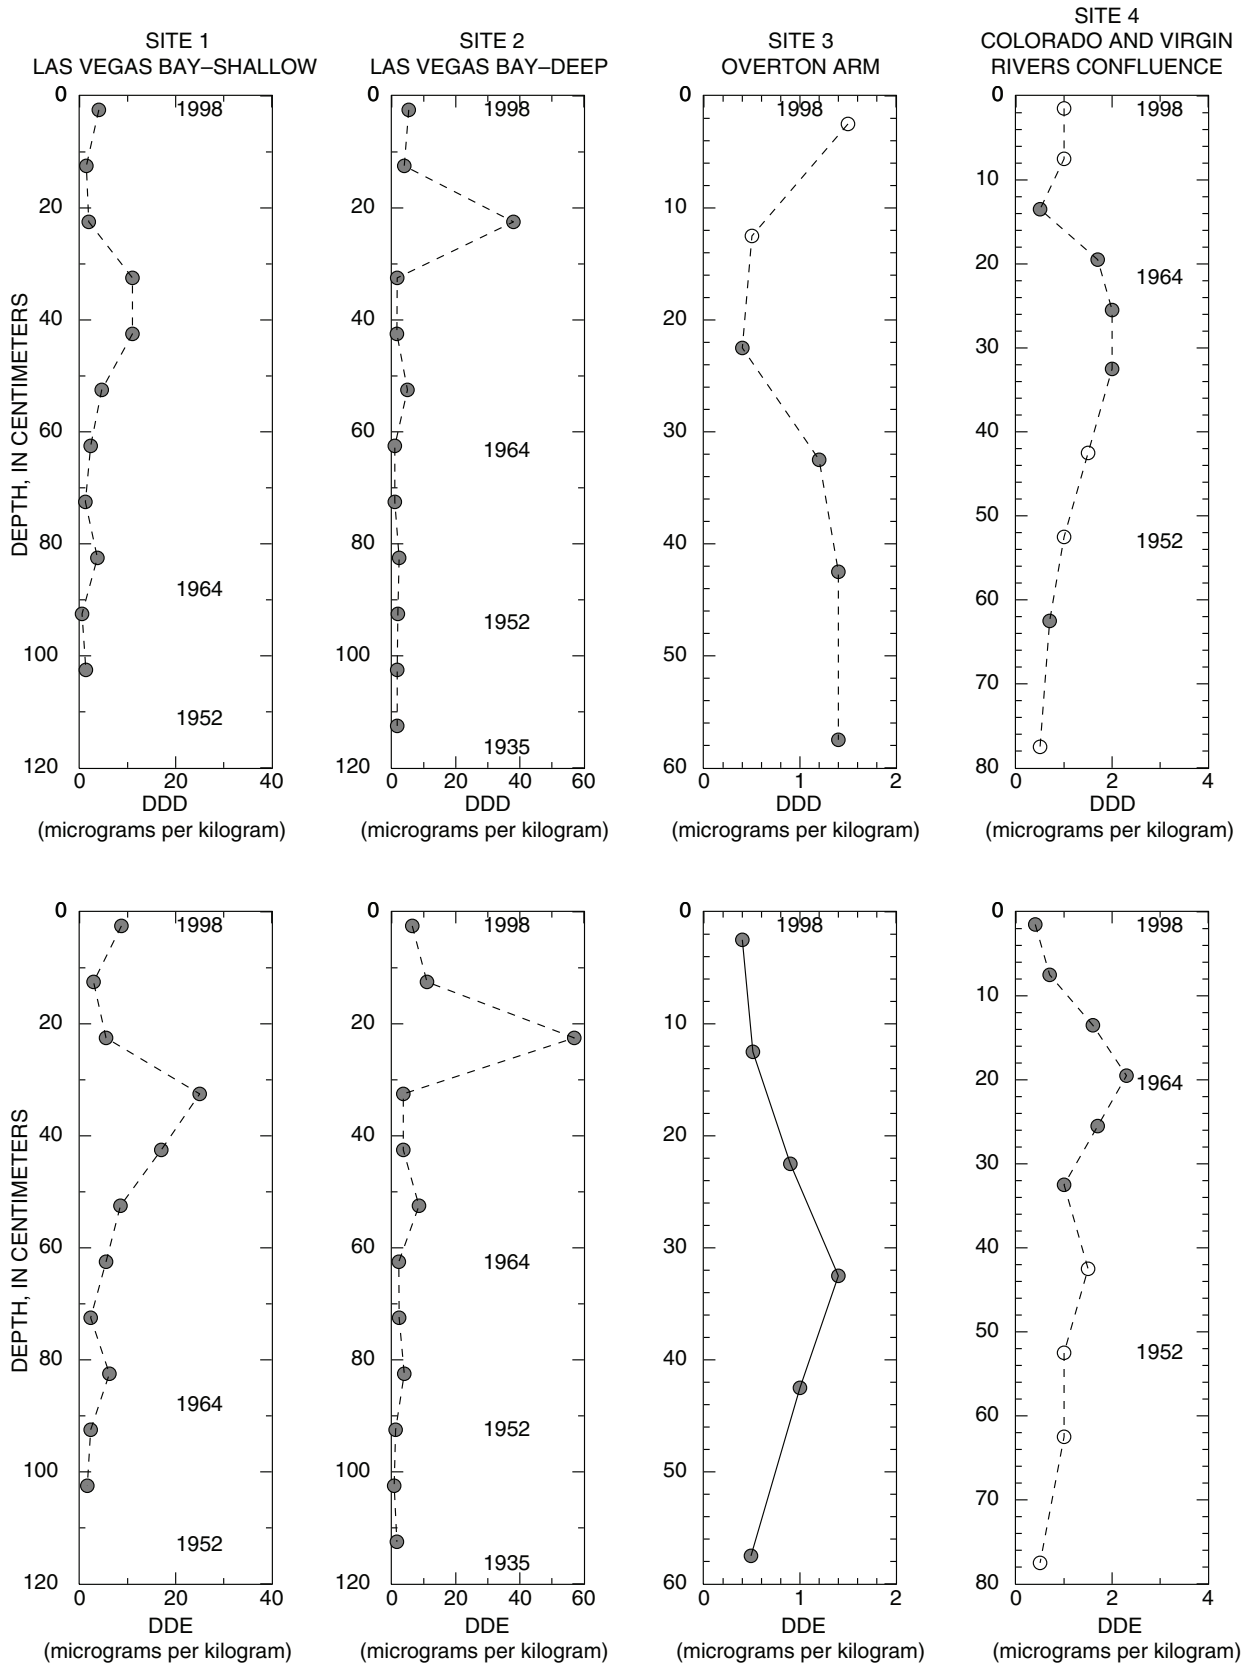 SITE 1
LAS VEGAS BAY–SHALLOW
SITE 2
LAS VEGAS BAY–DEEP
SITE 3
OVERTON ARM
SITE 4
COLORADO AND VIRGIN
RIVERS CONFLUENCE
DEPTH, IN CENTIMETERS
0
20
40
60
80
100
120
1998
1964
1952
0 20 40
DDD
(micrograms per kilogram)
0
20
40
60
80
100
120
1998
1964
1952
1935
0 20 40 60
DDD
(micrograms per kilogram)
0
10
20
30
40
50
60
1998
0 1 2
DDD
(micrograms per kilogram)
0
10
20
30
40
50
60
70
80
1998
1964
1952
0 2 4
DDD
(micrograms per kilogram)
DEPTH, IN CENTIMETERS
0
20
40
60
80
100
120
1998
1964
1952
0 20 40
DDE
(micrograms per kilogram)
0
20
40
60
80
100
120
1998
1964
1952
1935
0 20 40 60
DDE
(micrograms per kilogram)
0
10
20
30
40
50
60
1998
0 1 2
DDE
(micrograms per kilogram)
0
10
20
30
40
50
60
70
80
1998
1964
1952
0 2 4
DDE
(micrograms per kilogram)